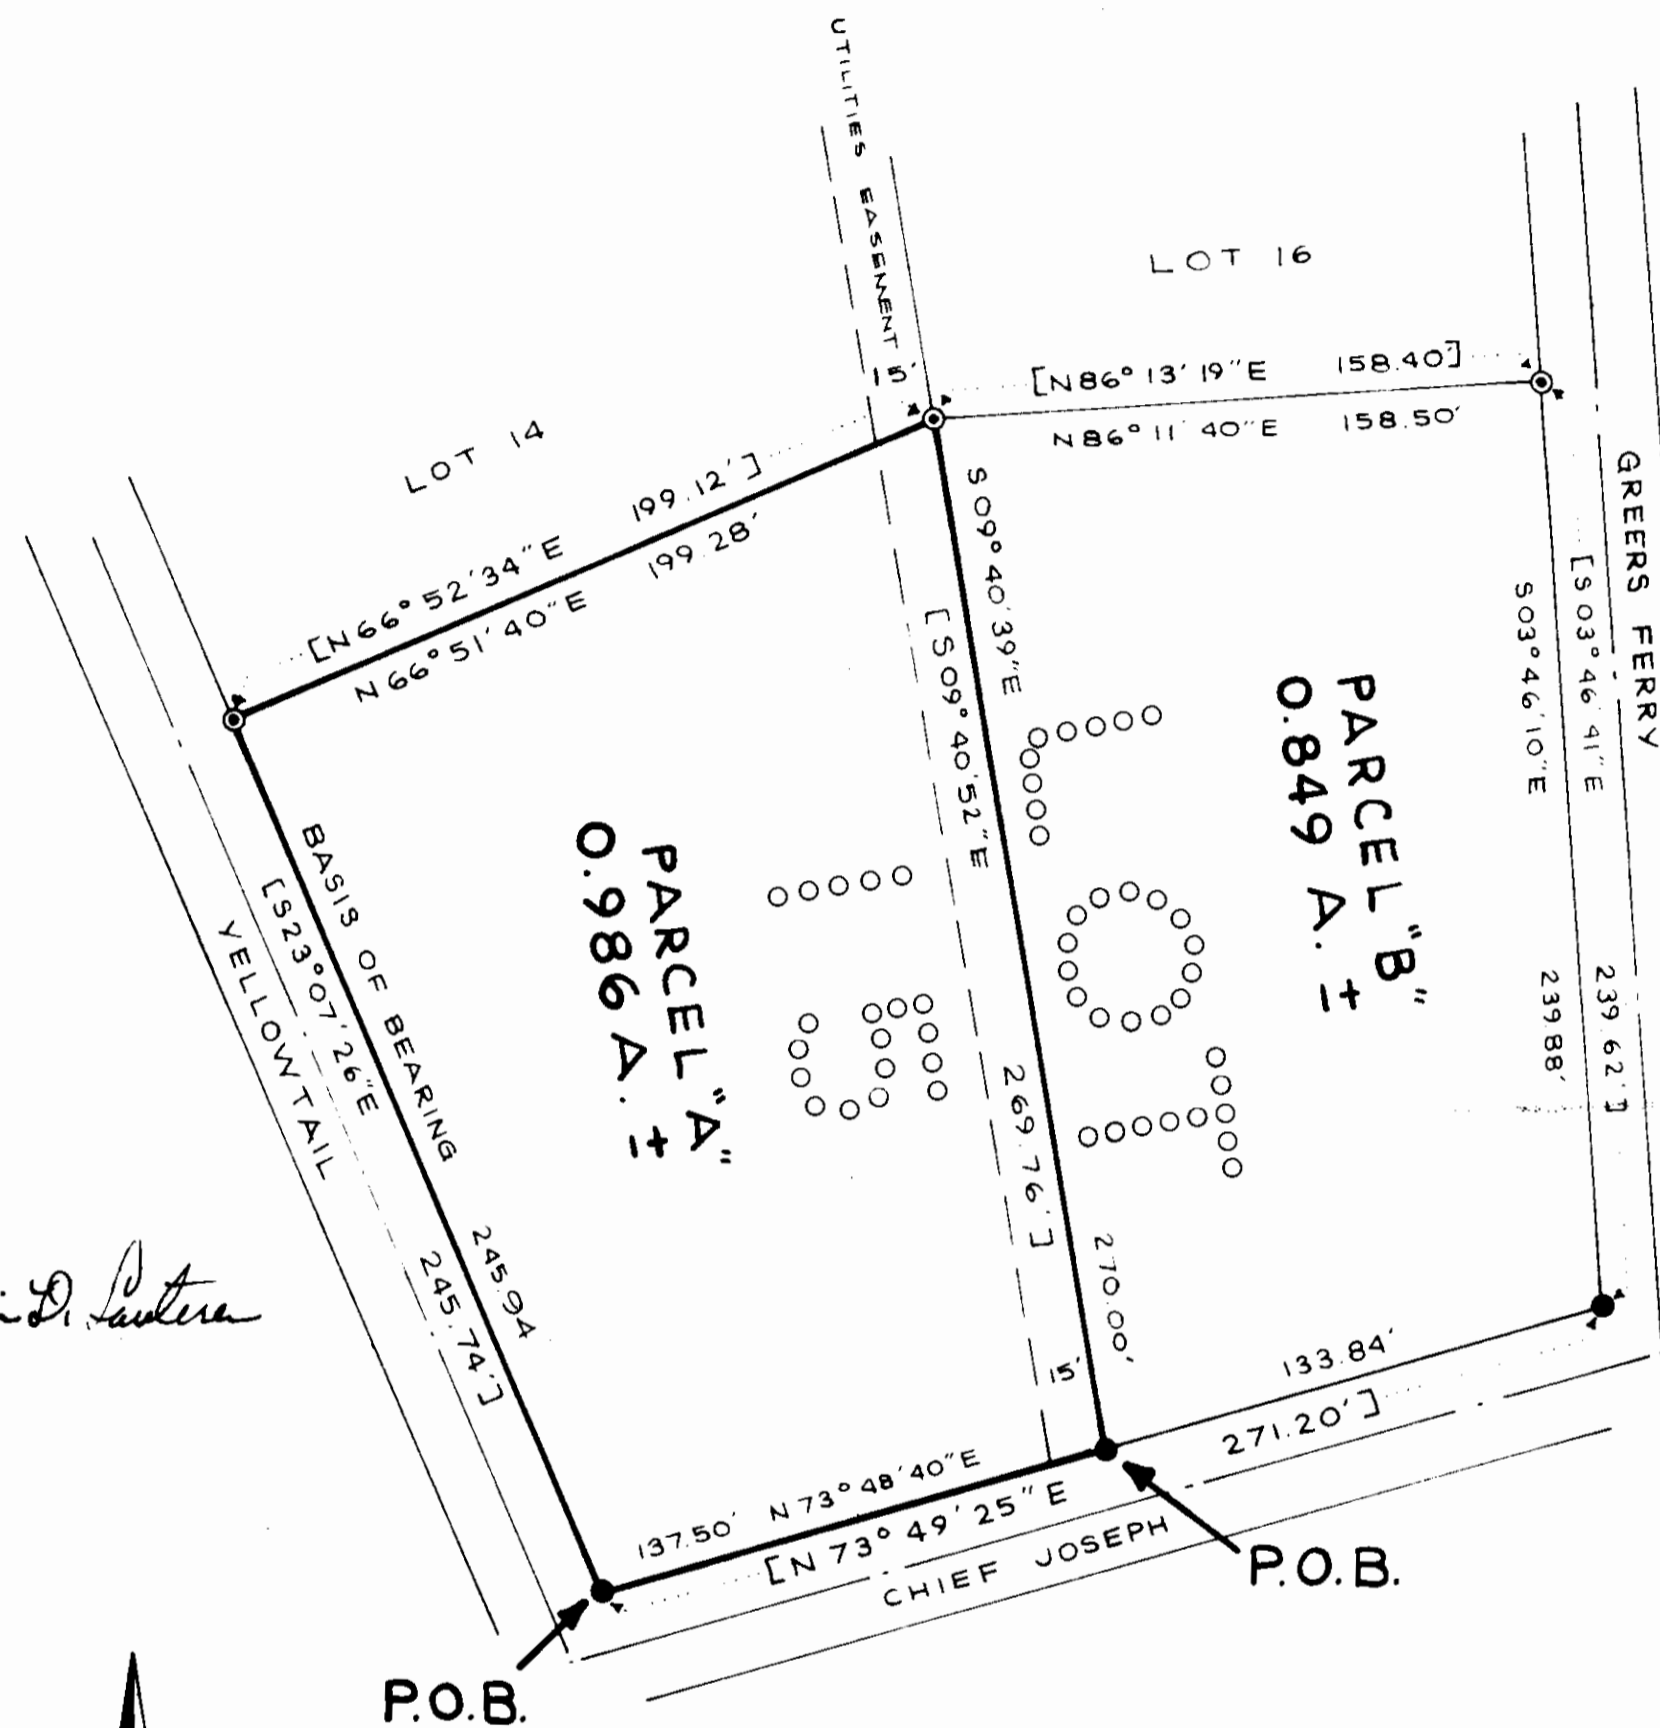 UTILITIES EASEMENT
15'
LOT 16
[N86°13'19"E 158.40']
N86°11'40"E 158.50'
LOT 14
[N66°52'34"E 199.12']
N66°51'40"E 199.28'
S09°40'39"E 270.00'
[S09°40'52"E 269.76']
GREERS FERRY
[S03°46'41"E 239.62']
S03°46'10"E 239.88'
PARCEL "B"
0.849 A. ±
PARCEL "A"
0.986 A. ±
LOT
15
BASIS OF BEARING 245.94
[S23°07'26"E 245.74']
YELLOWTAIL
15'
133.84'
137.50' N73°48'40"E
[N73°49'25"E 271.20']
CHIEF JOSEPH
P.O.B.
P.O.B.